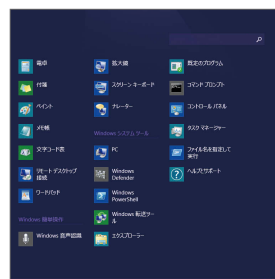 電卓
付箋
ペイント
メモ帳
文字コード表
リモート デスクトップ
接続
ワードパッド
Windows 簡単操作
Windows 音声認識
拡大鏡
スクリーン キーボード
ナレーター
Windows システム ツール
PC
Windows
Defender
Windows
PowerShell
Windows 転送ツー
ル
エクスプローラー
既定のプログラム
コマンド プロンプト
コントロール パネル
タスク マネージャー
ファイル名を指定して
実行
ヘルプとサポート